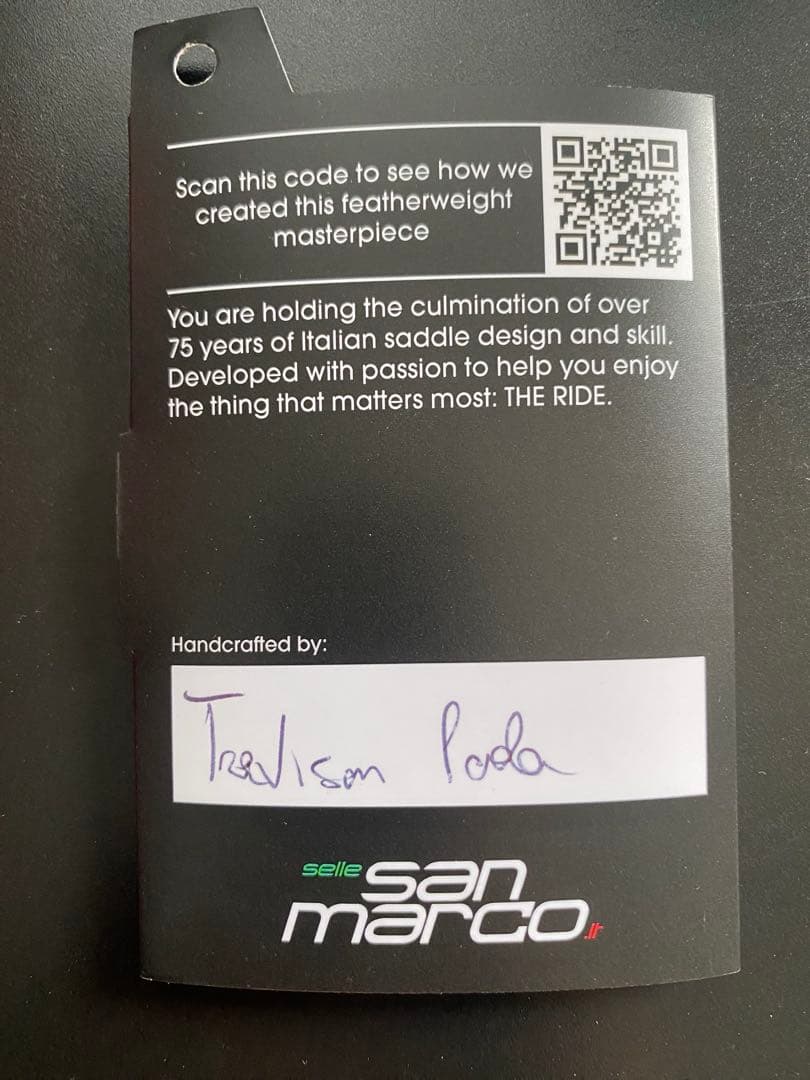 Scan this code to see how we
created this featherweight
masterpiece
You are holding the culmination of over
75 years of Italian saddle design and skill.
Developed with passion to help you enjoy
the thing that matters most: THE RIDE.
Handcrafted by:
selle
san
marco.it